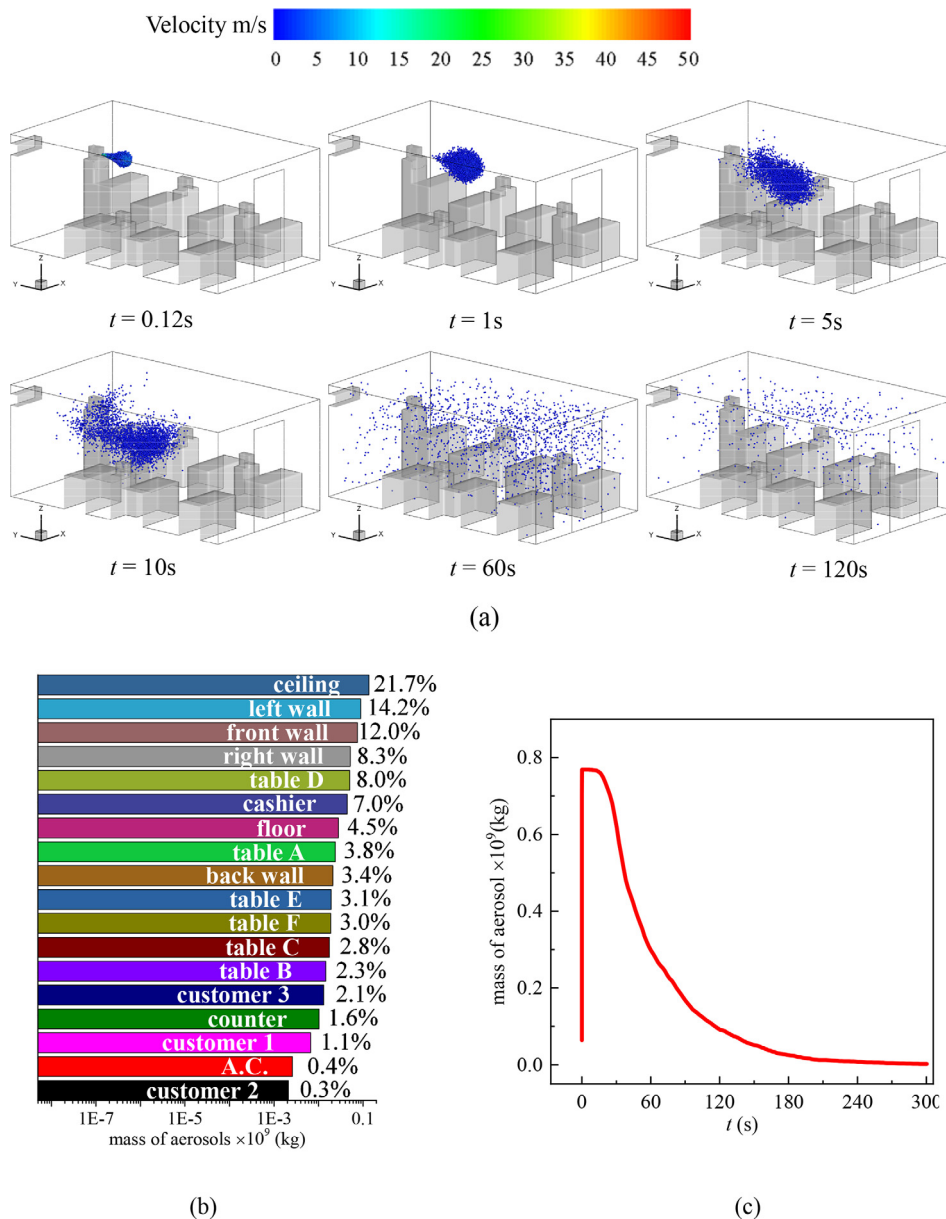 Velocity m/s
0 5 10 15 20 25 30 35 40 45 50
Z
Y X
Z
Y X
Z
Y X
t = 0.12s
t = 1s
t = 5s
Z
Y X
Z
Y X
Z
Y X
t = 10s
t = 60s
t = 120s
(a)
ceiling 21.7%
left wall 14.2%
front wall 12.0%
right wall 8.3%
table D 8.0%
cashier 7.0%
floor 4.5%
table A 3.8%
back wall 3.4%
table E 3.1%
table F 3.0%
table C 2.8%
table B 2.3%
customer 3 2.1%
counter 1.6%
customer 1 1.1%
A.C. 0.4%
customer 2 0.3%
1E-7 1E-5 1E-3 0.1
mass of aerosols ×10⁹ (kg)
(b)
mass of aerosol ×10⁹(kg)
0.8
0.6
0.4
0.2
0.0
0 60 120 180 240 300
t (s)
(c)